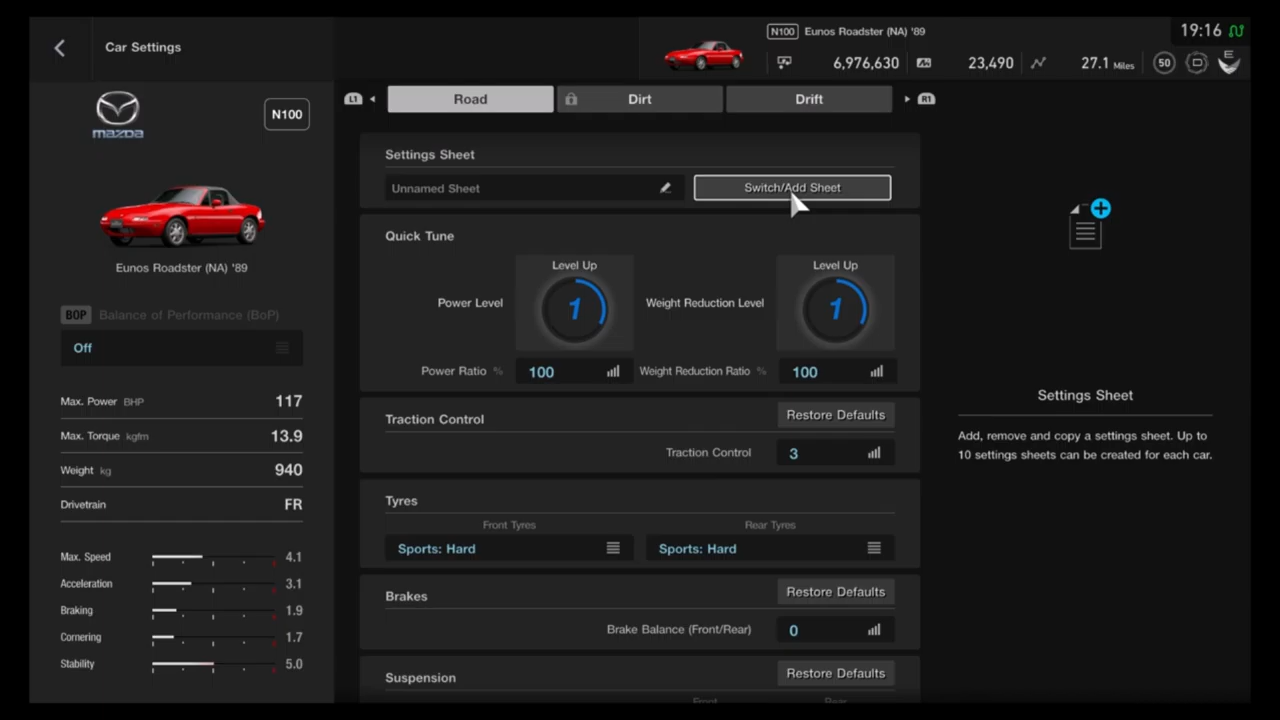 N100 Eunos Roadster (NA) '89
19:16
Car Settings
6,976,630
23,490
27.1 Miles
50
D
E
mazda
N100
Eunos Roadster (NA) '89
BOP Balance of Performance (BoP)
Off
Max. Power BHP 117
Max. Torque kgfm 13.9
Weight kg 940
Drivetrain FR
Max. Speed 4.1
Acceleration 3.1
Braking 1.9
Cornering 1.7
Stability 5.0
L1 Road Dirt Drift R1
Settings Sheet
Unnamed Sheet
Switch/Add Sheet
Quick Tune
Level Up
Level Up
Power Level 1
Weight Reduction Level 1
Power Ratio % 100
Weight Reduction Ratio % 100
Traction Control
Restore Defaults
Traction Control 3
Tyres
Front Tyres
Rear Tyres
Sports: Hard
Sports: Hard
Brakes
Restore Defaults
Brake Balance (Front/Rear) 0
Suspension
Restore Defaults
Front
Rear
Settings Sheet
Add, remove and copy a settings sheet. Up to
10 settings sheets can be created for each car.